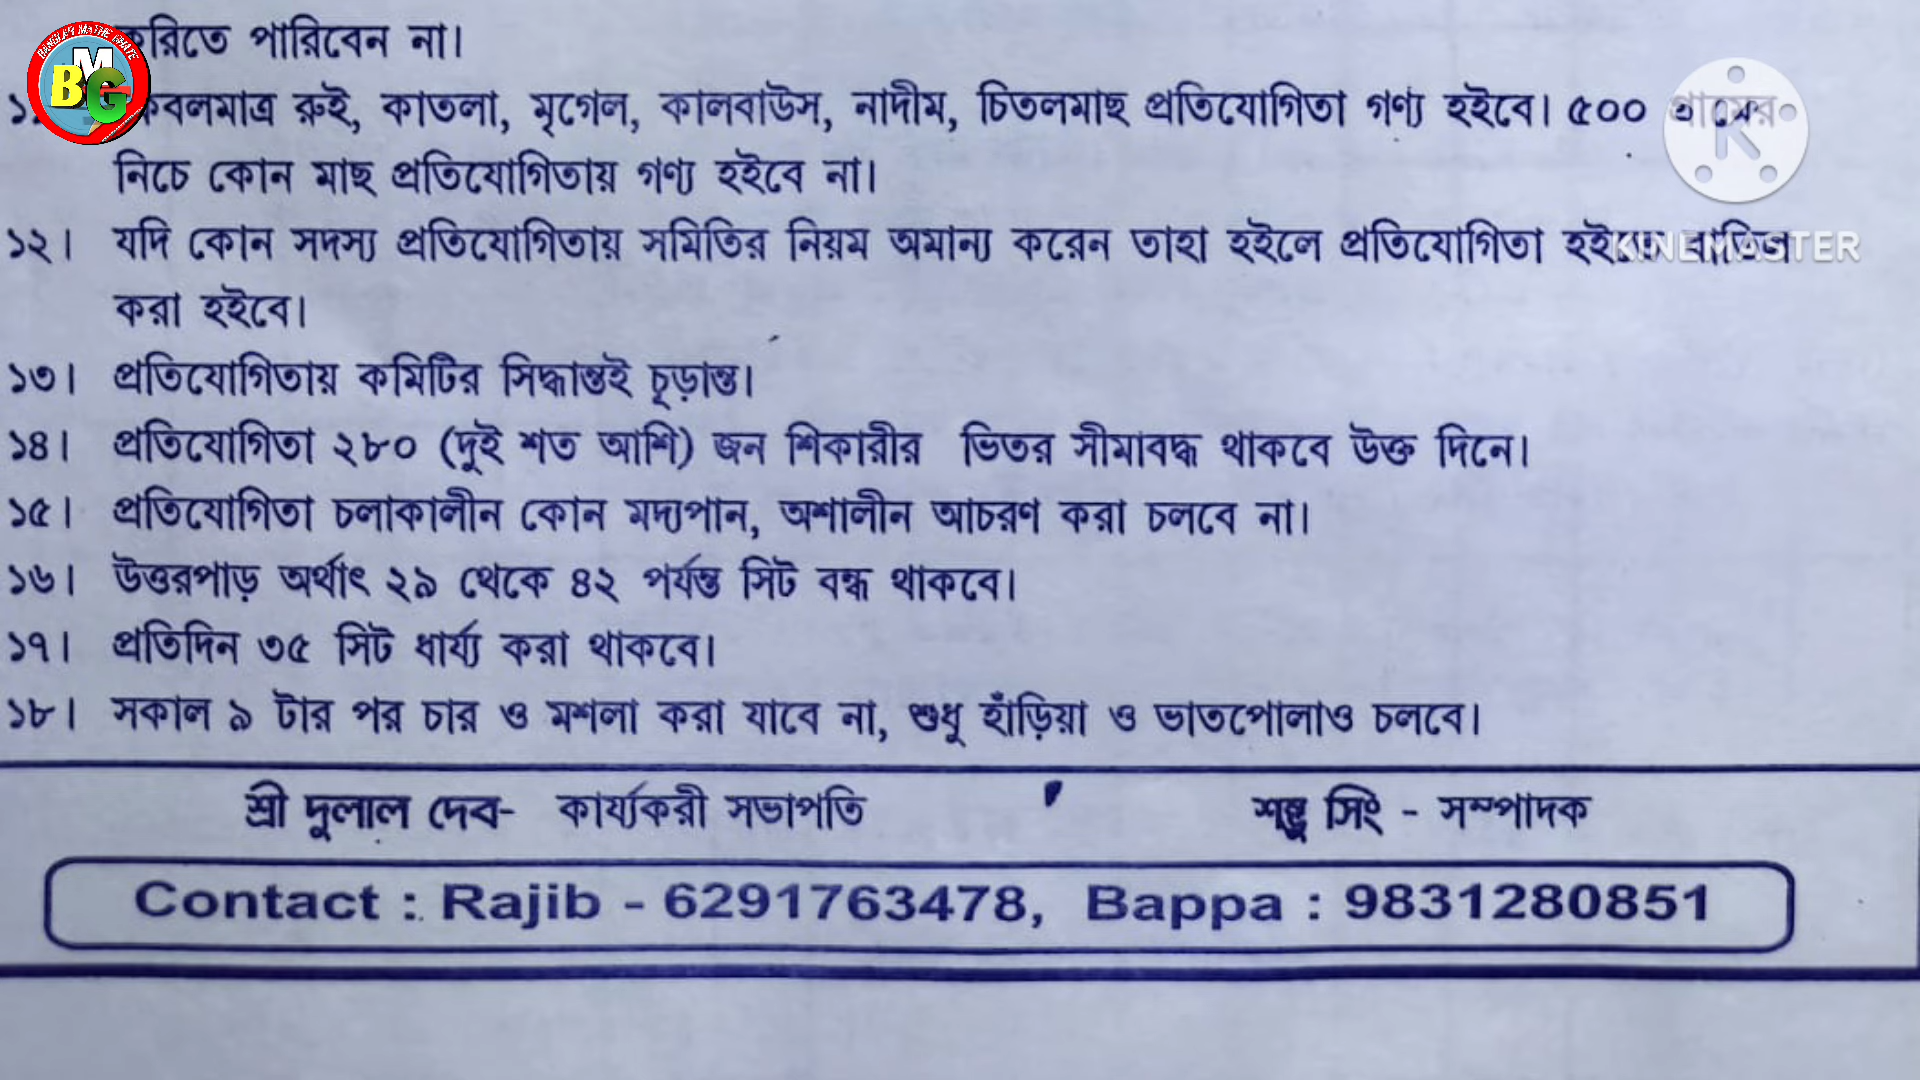 করিতে পারিবেন না।
কেবলমাত্র রুই, কাতলা, মৃগেল, কালবাউস, নাদীম, চিতলমাছ প্রতিযোগিতা গণ্য হইবে। ৫০০ গ্রামের
নিচে কোন মাছ প্রতিযোগিতায় গণ্য হইবে না।
১২। যদি কোন সদস্য প্রতিযোগিতায় সমিতির নিয়ম অমান্য করেন তাহা হইলে প্রতিযোগিতা হইতে বাতিল
করা হইবে।
১৩। প্রতিযোগিতায় কমিটির সিদ্ধান্তই চূড়ান্ত।
১৪। প্রতিযোগিতা ২৮০ (দুই শত আশি) জন শিকারীর ভিতর সীমাবদ্ধ থাকবে উক্ত দিনে।
১৫। প্রতিযোগিতা চলাকালীন কোন মদ্যপান, অশালীন আচরণ করা চলবে না।
১৬। উত্তরপাড় অর্থাৎ ২৯ থেকে ৪২ পর্যন্ত সিট বন্ধ থাকবে।
১৭। প্রতিদিন ৩৫ সিট ধার্য্য করা থাকবে।
১৮। সকাল ৯ টার পর চার ও মশলা করা যাবে না, শুধু হাঁড়িয়া ও ভাতপোলাও চলবে।
শ্রী দুলাল দেব- কার্য্যকরী সভাপতি শম্ভু সিং - সম্পাদক
Contact : Rajib - 6291763478, Bappa : 9831280851
BMG
KINEMASTER